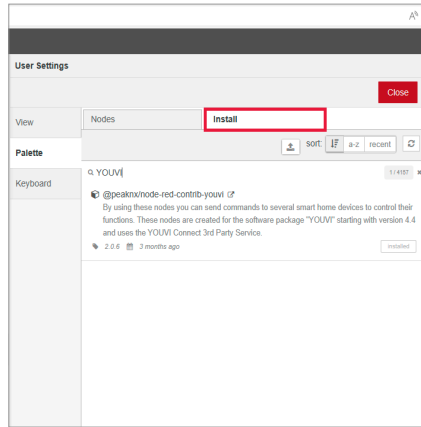 A
User Settings
Close
View
Nodes
Install
sort:
a-z
recent
Palette
YOUVI
1 / 4157
Keyboard
@peaknx/node-red-contrib-youvi
By using these nodes you can send commands to several smart home devices to control their
functions. These nodes are created for the software package "YOUVI" starting with version 4.4
and uses the YOUVI Connect 3rd Party Service.
2.0.6
3 months ago
installed